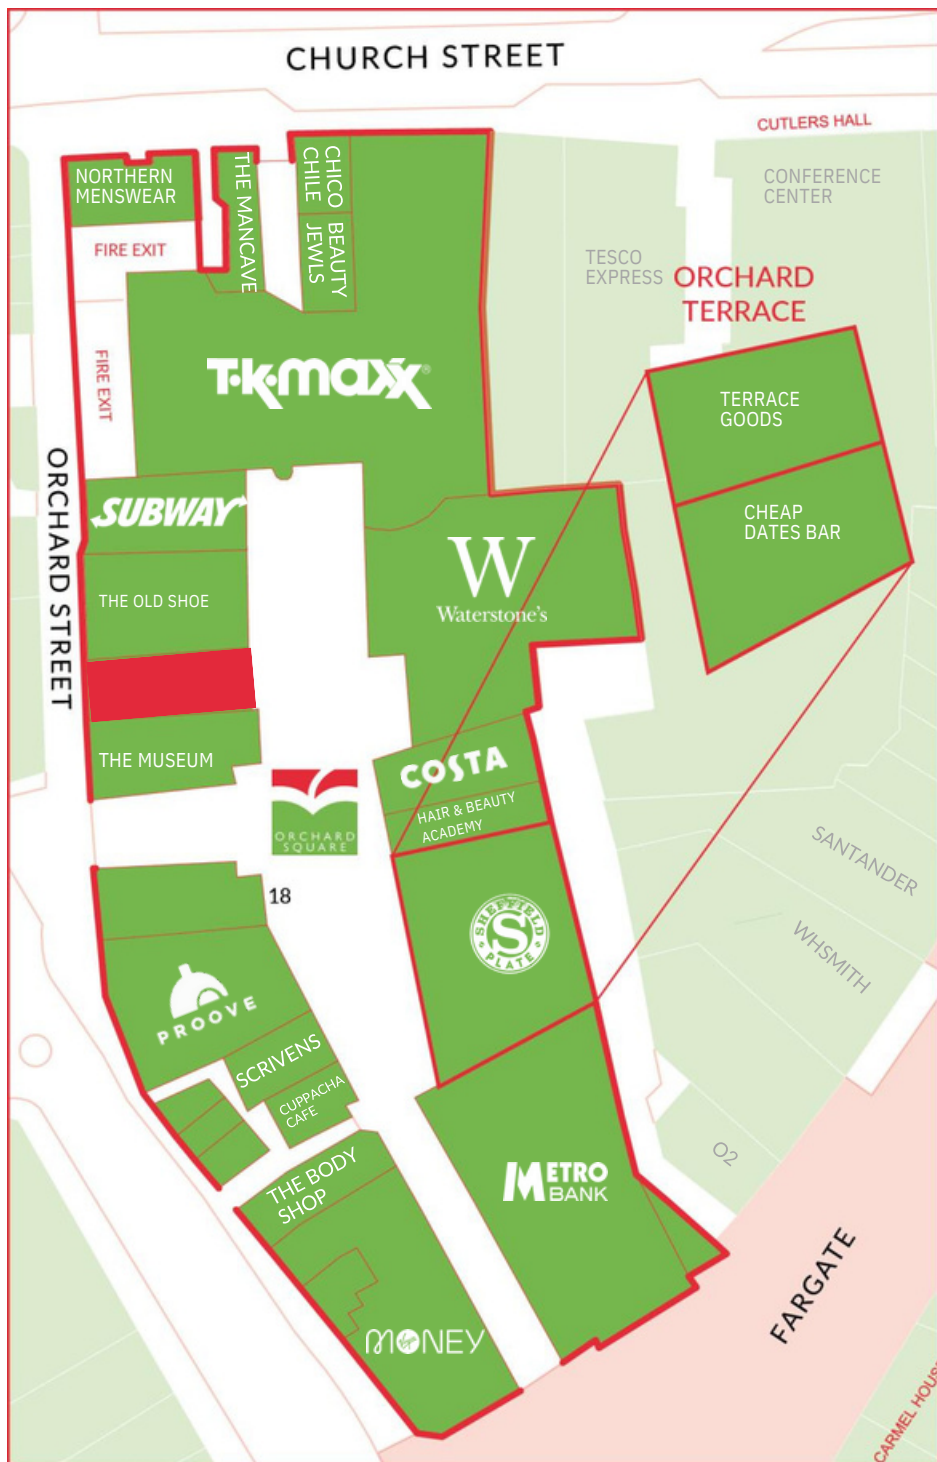 CHURCH STREET
CUTLERS HALL
NORTHERN
MENSWEAR
THE MANCAVE
CHICO
CHILE
BEAUTY
JEWLS
CONFERENCE
CENTER
FIRE EXIT
TESCO
EXPRESS
ORCHARD
TERRACE
FIRE EXIT
T·K·maxx®
TERRACE
GOODS
SUBWAY
CHEAP
DATES BAR
ORCHARD STREET
W
Waterstone's
THE OLD SHOE
THE MUSEUM
COSTA
ORCHARD
SQUARE
HAIR & BEAUTY
ACADEMY
SANTANDER
18
SHEFFIELD
S
PLATE
WHSMITH
PROOVE
SCRIVENS
CUPPACHA
CAFE
THE BODY
SHOP
METRO
BANK
O2
FARGATE
Virgin
MONEY
CARMEL HOUSE